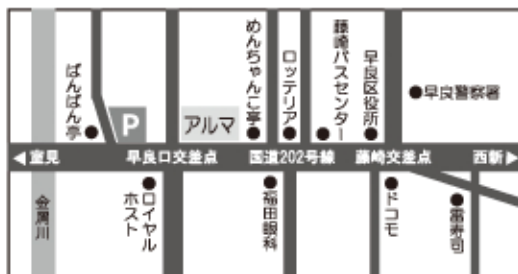 ばんばん亭
P
アルマ
めんちゃんこ亭
ロッテリア
藤崎バスセンター
早良区役所
早良警察署
◀室見
早良口交差点
国道202号線
藤崎交差点
西新▶
金屑川
ロイヤル
ホスト
福田眼科
ドコモ
雷寿司